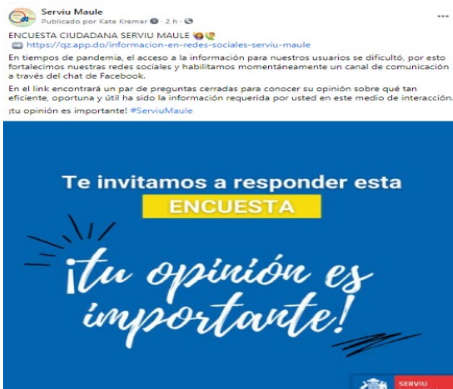 Serviu Maule
Publicado por Kate Kremer · 2 h ·
ENCUESTA CIUDADANA SERVIU MAULE
https://qz.app.do/informacion-en-redes-sociales-serviu-maule
En tiempos de pandemia, el acceso a la información para nuestros usuarios se dificultó, por esto
fortalecimos nuestras redes sociales y habilitamos momentáneamente un canal de comunicación
a través del chat de Facebook.
En el link encontrará un par de preguntas cerradas para conocer su opinión sobre qué tan
eficiente, oportuna y útil ha sido la información requerida por usted en este medio de interacción.
¡tu opinión es importante! #ServiuMaule
Te invitamos a responder esta
ENCUESTA
¡tu opinión es
importante!
SERVIU